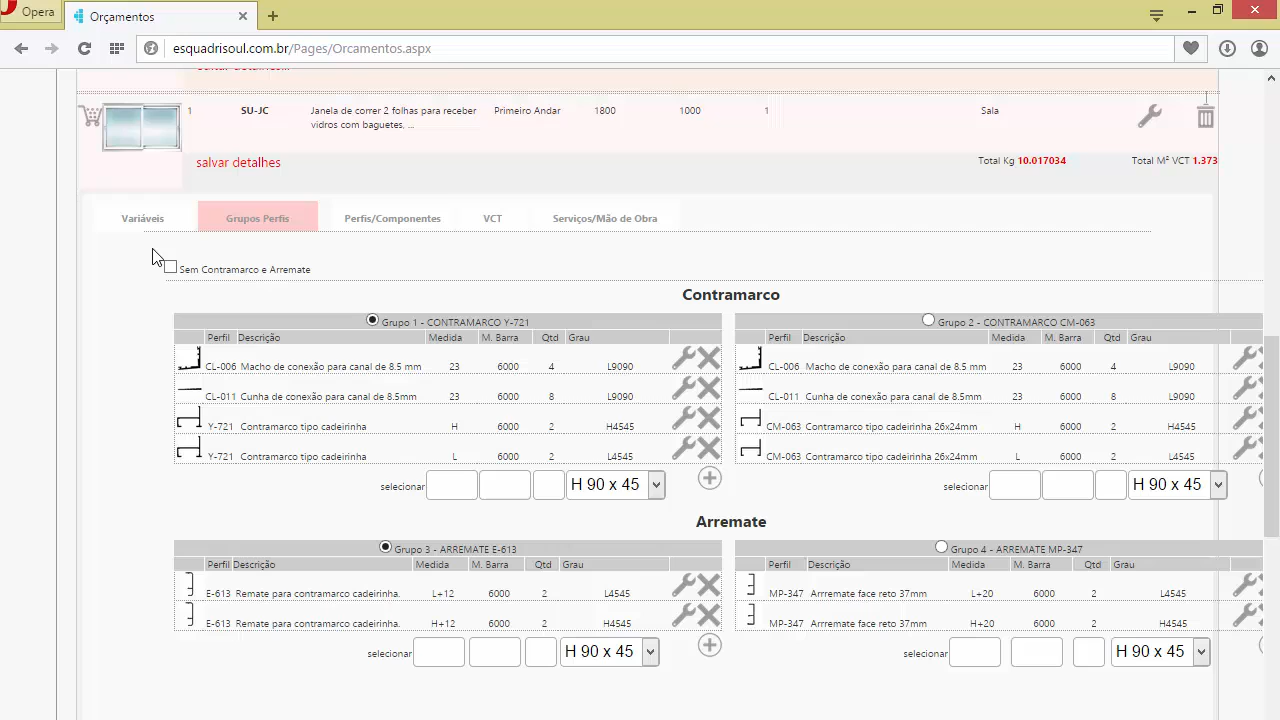 Opera
Orçamentos
esquadrisoul.com.br/Pages/Orcamentos.aspx
1 SU-JC Janela de correr 2 folhas para receber Primeiro Andar 1800 1000 1 Sala
vidros com baguetes, ...
salvar detalhes Total Kg 10.017034 Total M² VCT 1.373
Variáveis Grupos Perfis Perfis/Componentes VCT Serviços/Mão de Obra
Sem Contramarco e Arremate
Contramarco
Grupo 1 - CONTRAMARCO Y-721 Grupo 2 - CONTRAMARCO CM-063
Perfil Descrição Medida M. Barra Qtd Grau Perfil Descrição Medida M. Barra Qtd Grau
CL-006 Macho de conexão para canal de 8.5 mm 23 6000 4 L9090 CL-006 Macho de conexão para canal de 8.5 mm 23 6000 4 L9090
CL-011 Cunha de conexão para canal de 8.5mm 23 6000 8 L9090 CL-011 Cunha de conexão para canal de 8.5mm 23 6000 8 L9090
Y-721 Contramarco tipo cadeirinha H 6000 2 H4545 CM-063 Contramarco tipo cadeirinha 26x24mm H 6000 2 H4545
Y-721 Contramarco tipo cadeirinha L 6000 2 L4545 CM-063 Contramarco tipo cadeirinha 26x24mm L 6000 2 L4545
selecionar H 90 x 45 selecionar H 90 x 45
Arremate
Grupo 3 - ARREMATE E-613 Grupo 4 - ARREMATE MP-347
Perfil Descrição Medida M. Barra Qtd Grau Perfil Descrição Medida M. Barra Qtd Grau
E-613 Remate para contramarco cadeirinha. L+12 6000 2 L4545 MP-347 Arrremate face reto 37mm L+20 6000 2 L4545
E-613 Remate para contramarco cadeirinha. H+12 6000 2 H4545 MP-347 Arrremate face reto 37mm H+20 6000 2 H4545
selecionar H 90 x 45 selecionar H 90 x 45